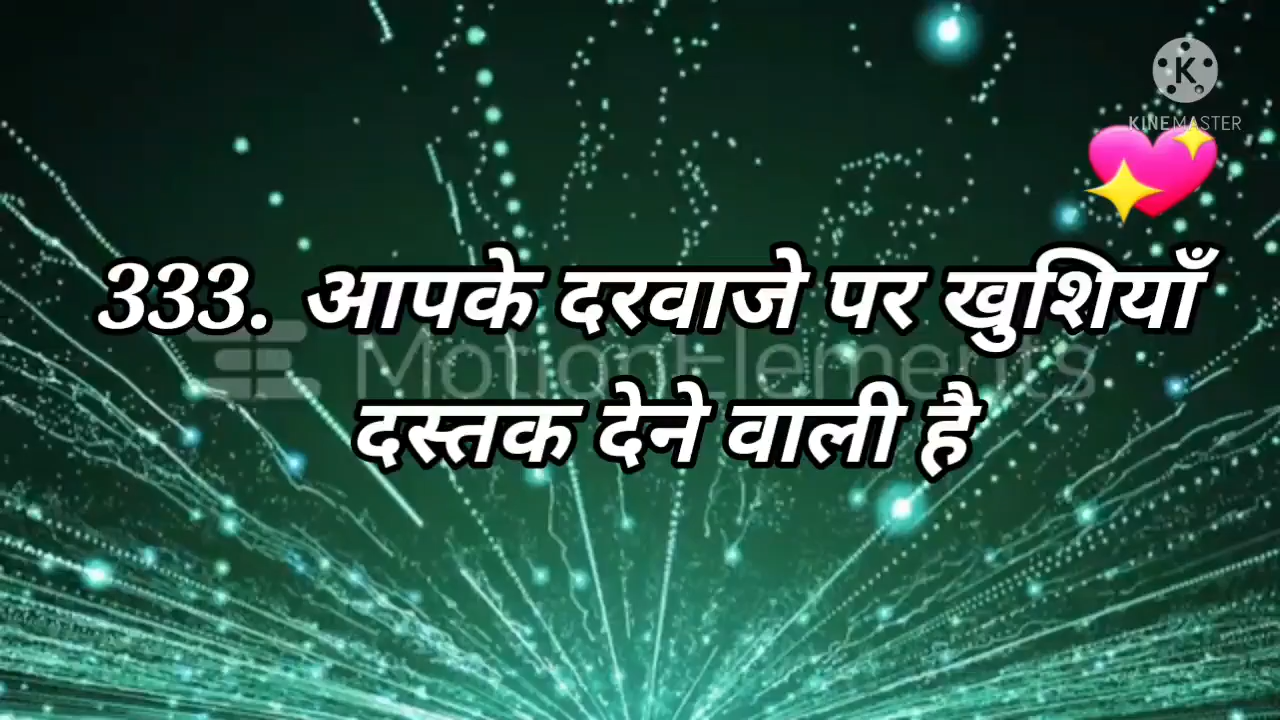 K
KINEMASTER
333. आपके दरवाजे पर खुशियाँ
MotionElements
दस्तक देने वाली है